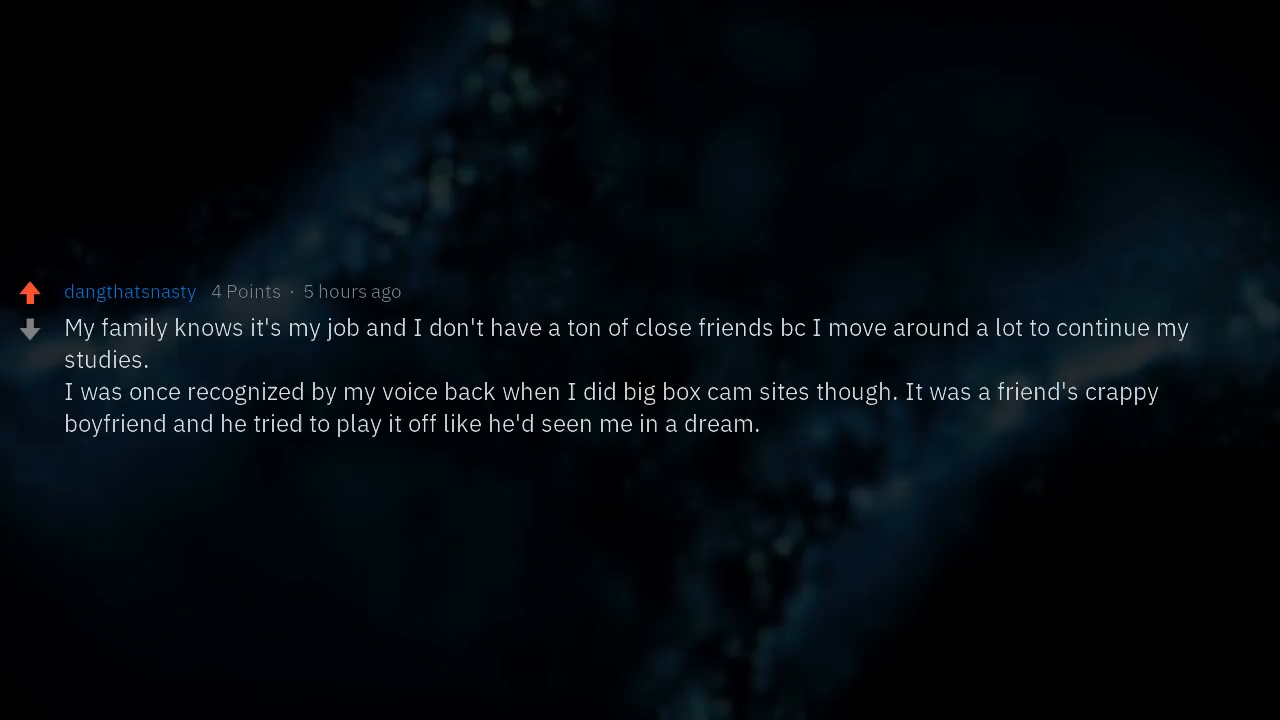 dangthatsnasty 4 Points · 5 hours ago
My family knows it's my job and I don't have a ton of close friends bc I move around a lot to continue my
studies.
I was once recognized by my voice back when I did big box cam sites though. It was a friend's crappy
boyfriend and he tried to play it off like he'd seen me in a dream.